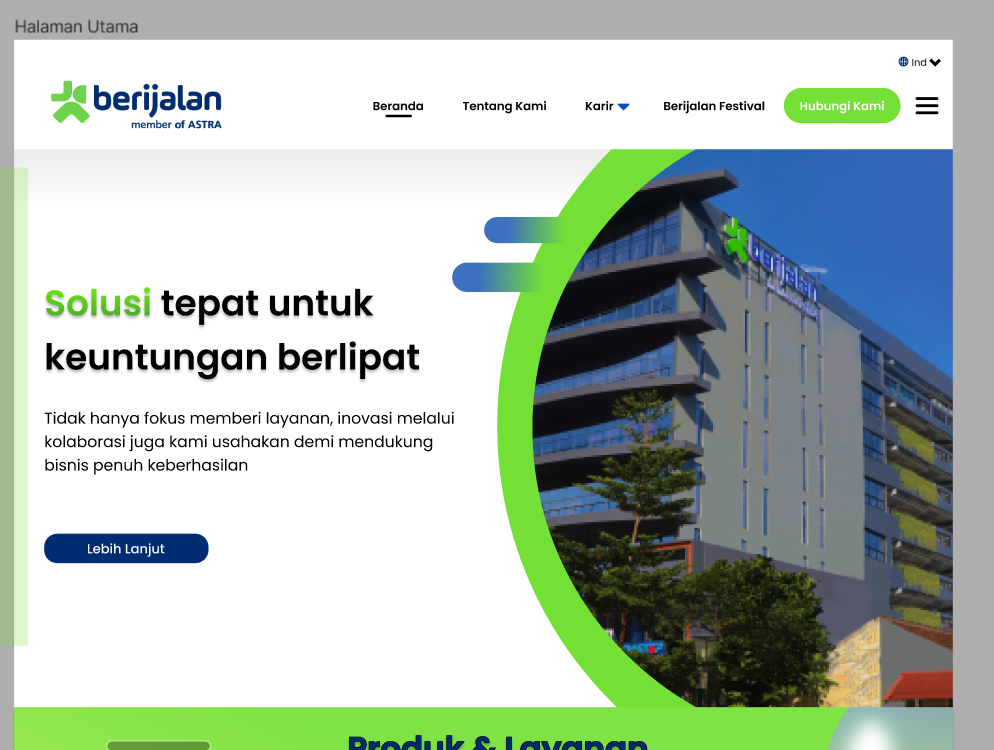 Halaman Utama
Ind
berijalan
member of ASTRA
Beranda
Tentang Kami
Karir
Berijalan Festival
Hubungi Kami
berijalan
Solusi tepat untuk
keuntungan berlipat
Tidak hanya fokus memberi layanan, inovasi melalui
kolaborasi juga kami usahakan demi mendukung
bisnis penuh keberhasilan
Lebih Lanjut
Produk & Layanan